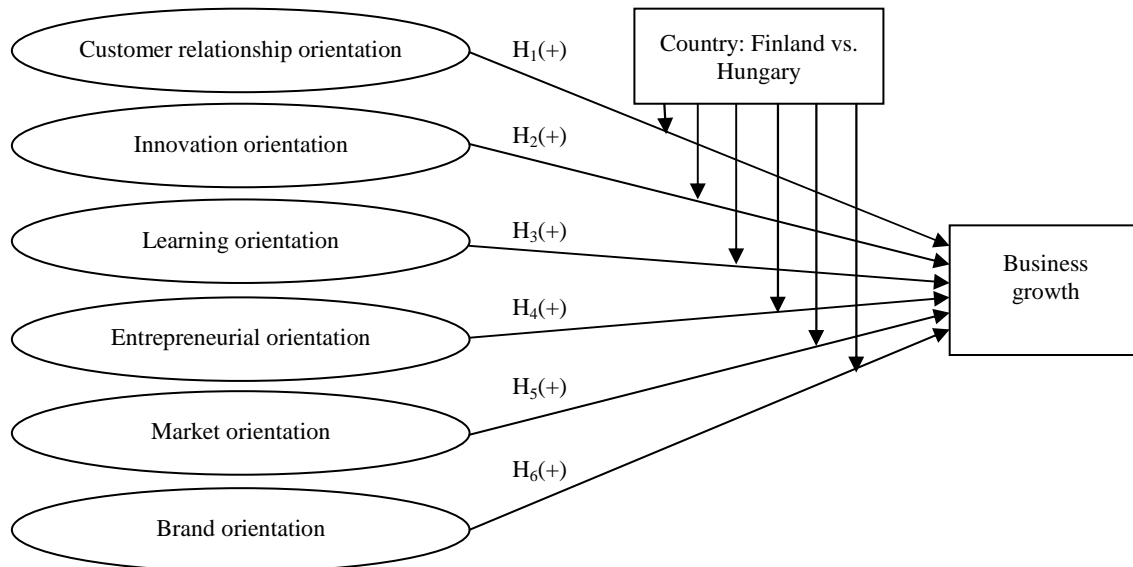 Customer relationship orientation
H₁(+)
Country: Finland vs.
Hungary
Innovation orientation
H₂(+)
Learning orientation
H₃(+)
Business
growth
Entrepreneurial orientation
H₄(+)
Market orientation
H₅(+)
Brand orientation
H₆(+)